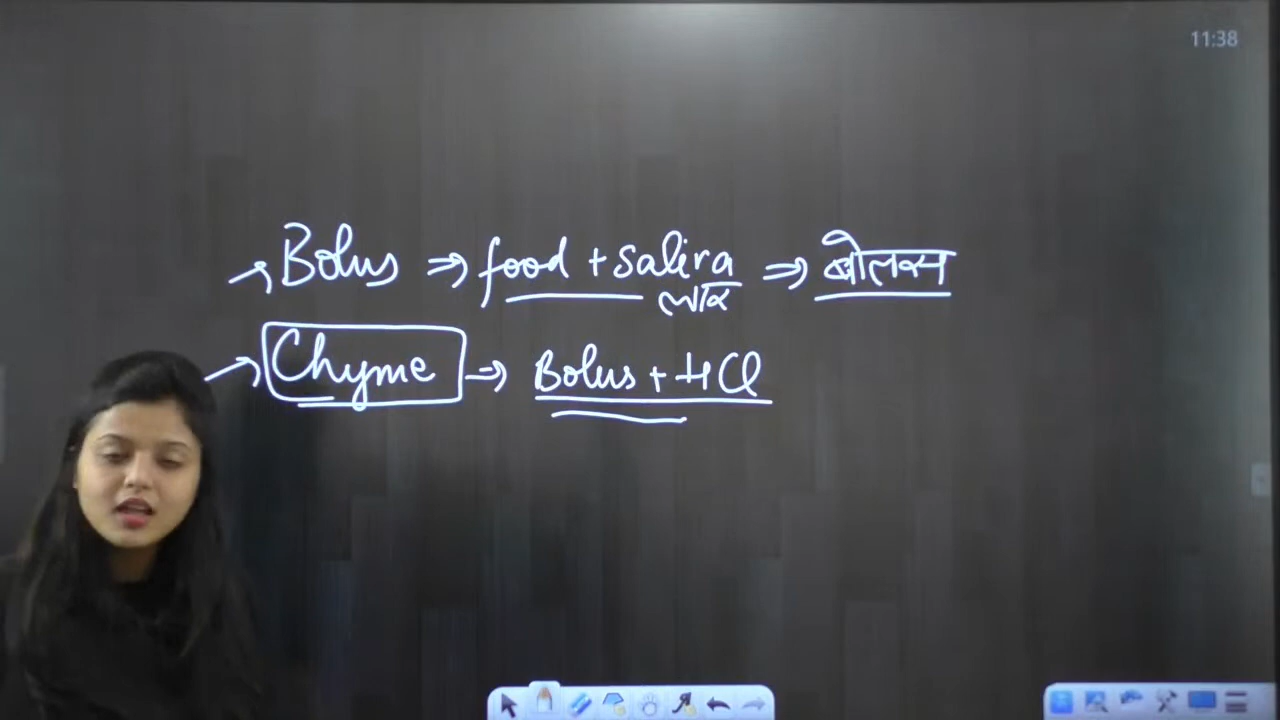 11:38
Bolus ⇒ food + Saliva ⇒ बोलस
लार
Chyme ⇒ Bolus + HCl